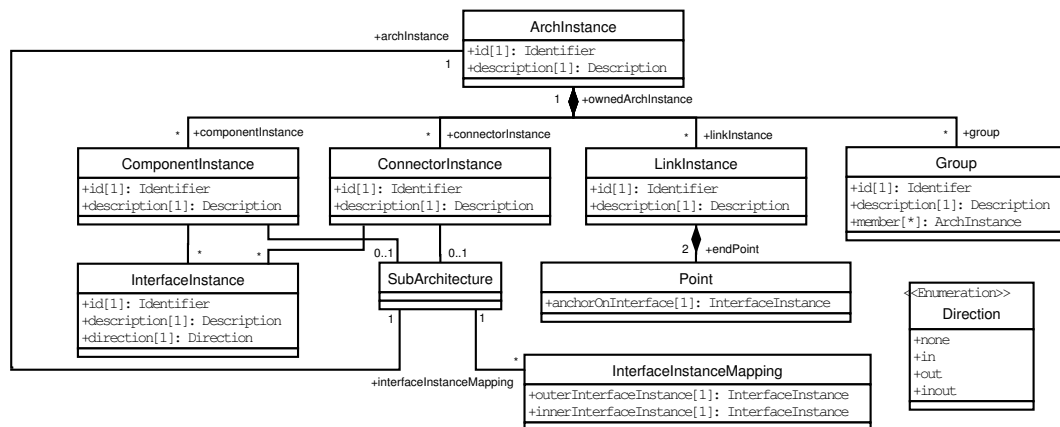 ArchInstance
+id[1]: Identifier
+description[1]: Description
+archInstance
1
1
+ownedArchInstance
*
+componentInstance
*
+connectorInstance
*
+linkInstance
*
+group
ComponentInstance
+id[1]: Identifier
+description[1]: Description
ConnectorInstance
+id[1]: Identifier
+description[1]: Description
LinkInstance
+id[1]: Identifier
+description[1]: Description
Group
+id[1]: Identifer
+description[1]: Description
+member[*]: ArchInstance
*
*
0..1
0..1
2
+endPoint
InterfaceInstance
+id[1]: Identifier
+description[1]: Description
+direction[1]: Direction
SubArchitecture
1
1
Point
+anchorOnInterface[1]: InterfaceInstance
<<Enumeration>>
Direction
+none
+in
+out
+inout
*
+interfaceInstanceMapping
InterfaceInstanceMapping
+outerInterfaceInstance[1]: InterfaceInstance
+innerInterfaceInstance[1]: InterfaceInstance